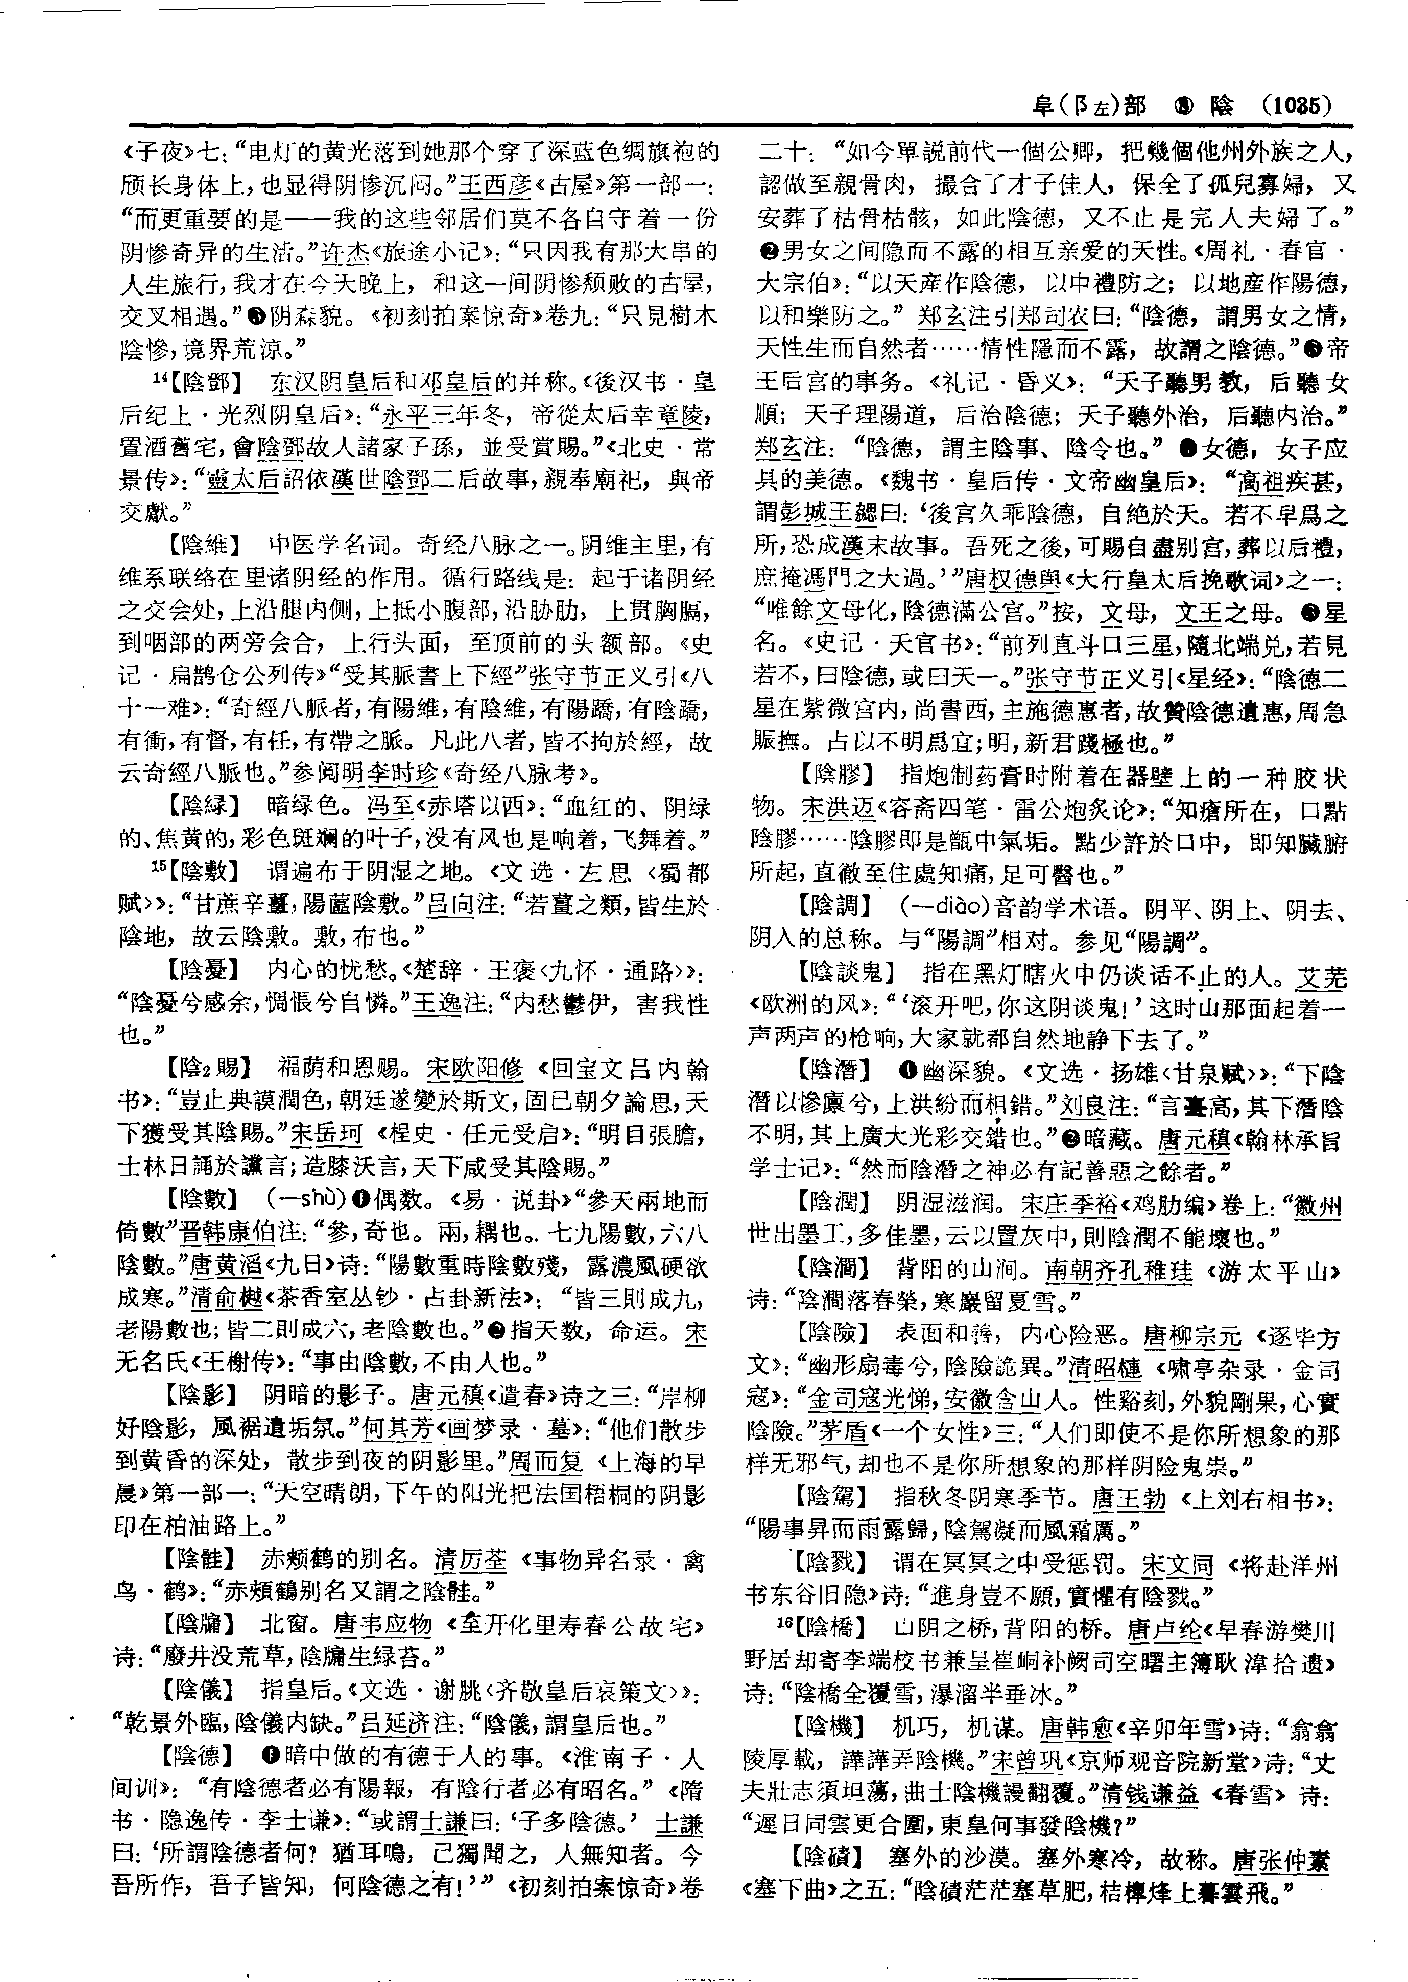 阜(阝左)部 ⑧ 陰 (1035)
《子夜》七：“电灯的黄光落到她那个穿了深蓝色绸旗袍的
颀长身体上，也显得阴惨沉闷。”王西彦《古屋》第一部一：
“而更重要的是——我的这些邻居们莫不各自守着一份
阴惨奇异的生活。”许杰《旅途小记》：“只因我有那大串的
人生旅行，我才在今天晚上，和这一间阴惨颓败的古屋，
交叉相遇。”❸阴森貌。《初刻拍案惊奇》卷九：“只見樹木
陰慘，境界荒涼。”
14【陰鄧】 东汉阴皇后和邓皇后的并称。《後汉书·皇
后纪上·光烈阴皇后》：“永平三年冬，帝從太后幸章陵，
置酒舊宅，會陰鄧故人諸家子孫，並受賞賜。”《北史·常
景传》：“靈太后詔依漢世陰鄧二后故事，親奉廟祀，與帝
交獻。”
【陰維】 中医学名词。奇经八脉之一。阴维主里，有
维系联络在里诸阴经的作用。循行路线是：起于诸阴经
之交会处，上沿腿内侧，上抵小腹部，沿胁肋，上贯胸膈，
到咽部的两旁会合，上行头面，至顶前的头额部。《史
记·扁鹊仓公列传》“受其脈書上下經”张守节正义引《八
十一难》：“奇經八脈者，有陽維，有陰維，有陽蹻，有陰蹻，
有衝，有督，有任，有帶之脈。凡此八者，皆不拘於經，故
云奇經八脈也。”参阅明李时珍《奇经八脉考》。
【陰緑】 暗绿色。冯至《赤塔以西》：“血红的、阴绿
的、焦黄的，彩色斑斓的叶子，没有风也是响着，飞舞着。”
15【陰敷】 谓遍布于阴湿之地。《文选·左思〈蜀都
赋〉》：“甘蔗辛薑，陽蓲陰敷。”吕向注：“若薑之類，皆生於
陰地，故云陰敷。敷，布也。”
【陰憂】 内心的忧愁。《楚辞·王褒〈九怀·通路〉》：
“陰憂兮感余，惆悵兮自憐。”王逸注：“内愁鬱伊，害我性
也。”
【陰2賜】 福荫和恩赐。宋欧阳修《回宝文吕内翰
书》：“豈止典謨潤色，朝廷遂變於斯文，固已朝夕論思，天
下獲受其陰賜。”宋岳珂《桯史·任元受启》：“明目張膽，
士林日誦於讜言；造膝沃言，天下咸受其陰賜。”
【陰數】 (—shù)❶偶数。《易·说卦》“參天兩地而
倚數”晋韩康伯注：“參，奇也。兩，耦也。七九陽數，六八
陰數。”唐黄滔《九日》诗：“陽數重時陰數殘，露濃風硬欲
成寒。”清俞樾《茶香室丛钞·占卦新法》：“皆三則成九，
老陽數也；皆二則成六，老陰數也。”❷指天数，命运。宋
无名氏《王榭传》：“事由陰數，不由人也。”
【陰影】 阴暗的影子。唐元稹《遣春》诗之三：“岸柳
好陰影，風裾遺垢氛。”何其芳《画梦录·墓》：“他们散步
到黄昏的深处，散步到夜的阴影里。”周而复《上海的早
晨》第一部一：“天空晴朗，下午的阳光把法国梧桐的阴影
印在柏油路上。”
【陰䳏】 赤颊鹤的别名。清厉荃《事物异名录·禽
鸟·鹤》：“赤頰鶴别名又謂之陰䳏。”
【陰牖】 北窗。唐韦应物《至开化里寿春公故宅》
诗：“廢井没荒草，陰牖生绿苔。”
【陰儀】 指皇后。《文选·谢朓〈齐敬皇后哀策文〉》：
“乾景外臨，陰儀内缺。”吕延济注：“陰儀，謂皇后也。”
【陰德】 ❶暗中做的有德于人的事。《淮南子·人
间训》：“有陰德者必有陽報，有陰行者必有昭名。”《隋
书·隐逸传·李士谦》：“或謂士謙曰：‘子多陰德。’士謙
曰：‘所謂陰德者何？猶耳鳴，己獨聞之，人無知者。今
吾所作，吾子皆知，何陰德之有！’”《初刻拍案惊奇》卷
二十：“如今單説前代一個公卿，把幾個他州外族之人，
認做至親骨肉，撮合了才子佳人，保全了孤兒寡婦，又
安葬了枯骨枯骸，如此陰德，又不止是完人夫婦了。”
❷男女之间隐而不露的相互亲爱的天性。《周礼·春官·
大宗伯》：“以天産作陰德，以中禮防之；以地産作陽德，
以和樂防之。”郑玄注引郑司农曰：“陰德，謂男女之情，
天性生而自然者……情性隱而不露，故謂之陰德。”❸帝
王后宫的事务。《礼记·昏义》：“天子聽男教，后聽女
順；天子理陽道，后治陰德；天子聽外治，后聽内治。”
郑玄注：“陰德，謂主陰事、陰令也。”❹女德，女子应
具的美德。《魏书·皇后传·文帝幽皇后》：“高祖疾甚，
謂彭城王勰曰：‘後宫久乖陰德，自絶於天。若不早爲之
所，恐成漢末故事。吾死之後，可賜自盡别宫，葬以后禮，
庶掩馮門之大過。’”唐权德舆《大行皇太后挽歌词》之一：
“唯餘文母化，陰德滿公宫。”按，文母，文王之母。❺星
名。《史记·天官书》：“前列直斗口三星，隨北端兑，若見
若不，曰陰德，或曰天一。”张守节正义引《星经》：“陰德二
星在紫微宫内，尚書西，主施德惠者，故贊陰德遺惠，周急
賑撫。占以不明爲宜；明，新君踐極也。”
【陰膠】 指炮制药膏时附着在器壁上的一种胶状
物。宋洪迈《容斋四笔·雷公炮炙论》：“知瘡所在，口點
陰膠……陰膠即是甑中氣垢。點少許於口中，即知臟腑
所起，直徹至住處知痛，足可醫也。”
【陰調】 (—diào)音韵学术语。阴平、阴上、阴去、
阴入的总称。与“陽調”相对。参见“陽調”。
【陰談鬼】 指在黑灯瞎火中仍谈话不止的人。艾芜
《欧洲的风》：“‘滚开吧，你这阴谈鬼！’这时山那面起着一
声两声的枪响，大家就都自然地静下去了。”
【陰潛】 ❶幽深貌。《文选·扬雄〈甘泉赋〉》：“下陰
潛以慘廩兮，上洪紛而相錯。”刘良注：“言臺高，其下潛陰
不明，其上廣大光彩交錯也。”❷暗藏。唐元稹《翰林承旨
学士记》：“然而陰潛之神必有記善惡之餘者。”
【陰潤】 阴湿滋润。宋庄季裕《鸡肋编》卷上：“徽州
世出墨工，多佳墨，云以置灰中，則陰潤不能壞也。”
【陰澗】 背阳的山涧。南朝齐孔稚珪《游太平山》
诗：“陰澗落春榮，寒巖留夏雪。”
【陰險】 表面和善，内心险恶。唐柳宗元《逐毕方
文》：“幽形扇毒兮，陰險詭異。”清昭梿《啸亭杂录·金司
寇》：“金司寇光悌，安徽含山人。性谿刻，外貌剛果，心實
陰險。”茅盾《一个女性》三：“人们即使不是你所想象的那
样无邪气，却也不是你所想象的那样阴险鬼祟。”
【陰駕】 指秋冬阴寒季节。唐王勃《上刘右相书》：
“陽事昇而雨露歸，陰駕凝而風霜厲。”
【陰戮】 谓在冥冥之中受惩罚。宋文同《将赴洋州
书东谷旧隐》诗：“進身豈不願，實懼有陰戮。”
16【陰橋】 山阴之桥，背阳的桥。唐卢纶《早春游樊川
野居却寄李端校书兼呈崔峒补阙司空曙主簿耿湋拾遗》
诗：“陰橋全覆雪，瀑溜半垂冰。”
【陰機】 机巧，机谋。唐韩愈《辛卯年雪》诗：“翕翕
陵厚載，譁譁弄陰機。”宋曾巩《京师观音院新堂》诗：“丈
夫壯志須坦蕩，曲士陰機謾翻覆。”清钱谦益《春雪》诗：
“遲日同雲更合圍，東皇何事發陰機？”
【陰磧】 塞外的沙漠。塞外寒冷，故称。唐张仲素
《塞下曲》之五：“陰磧茫茫塞草肥，桔槔烽上暮雲飛。”